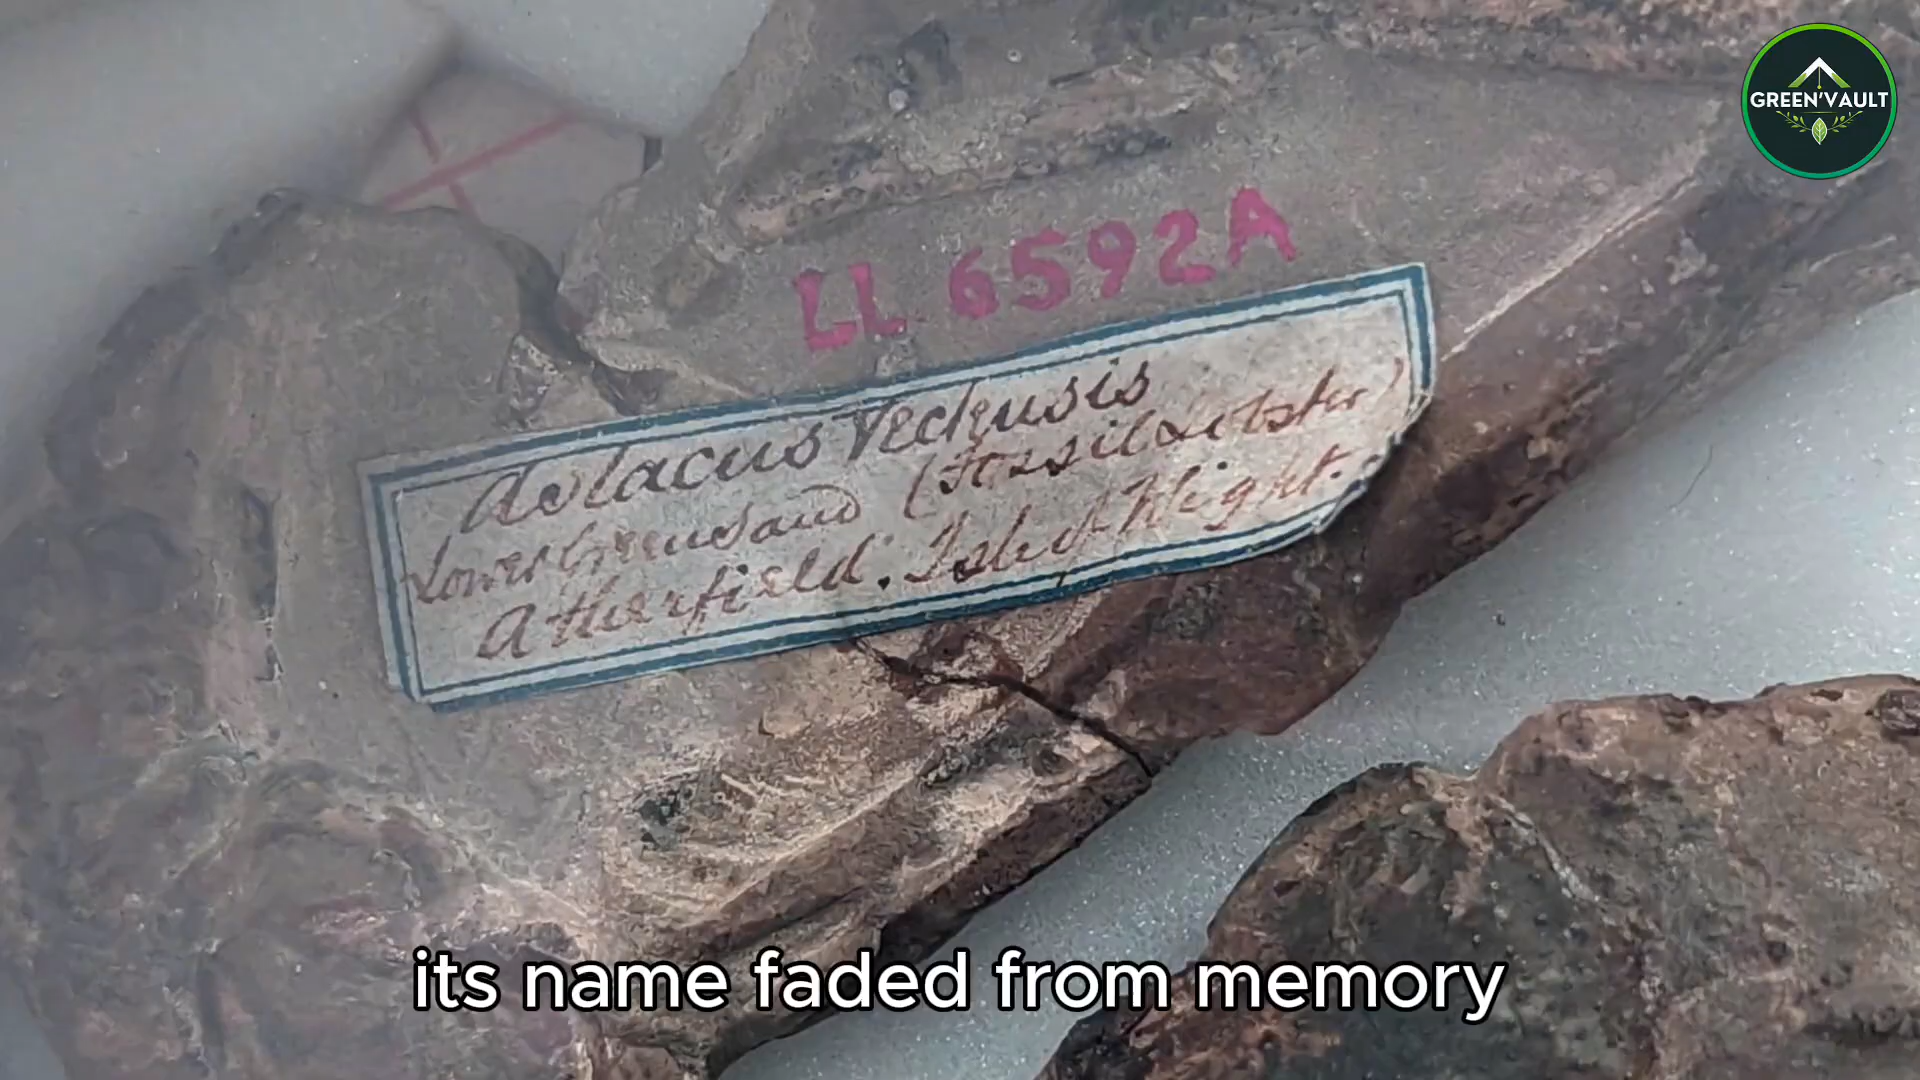 GREEN'VAULT
LL 6592A
Astacus Vectensis
Lower Greensand (Fossil Lobster)
Atherfield. Isle of Wight.
its name faded from memory